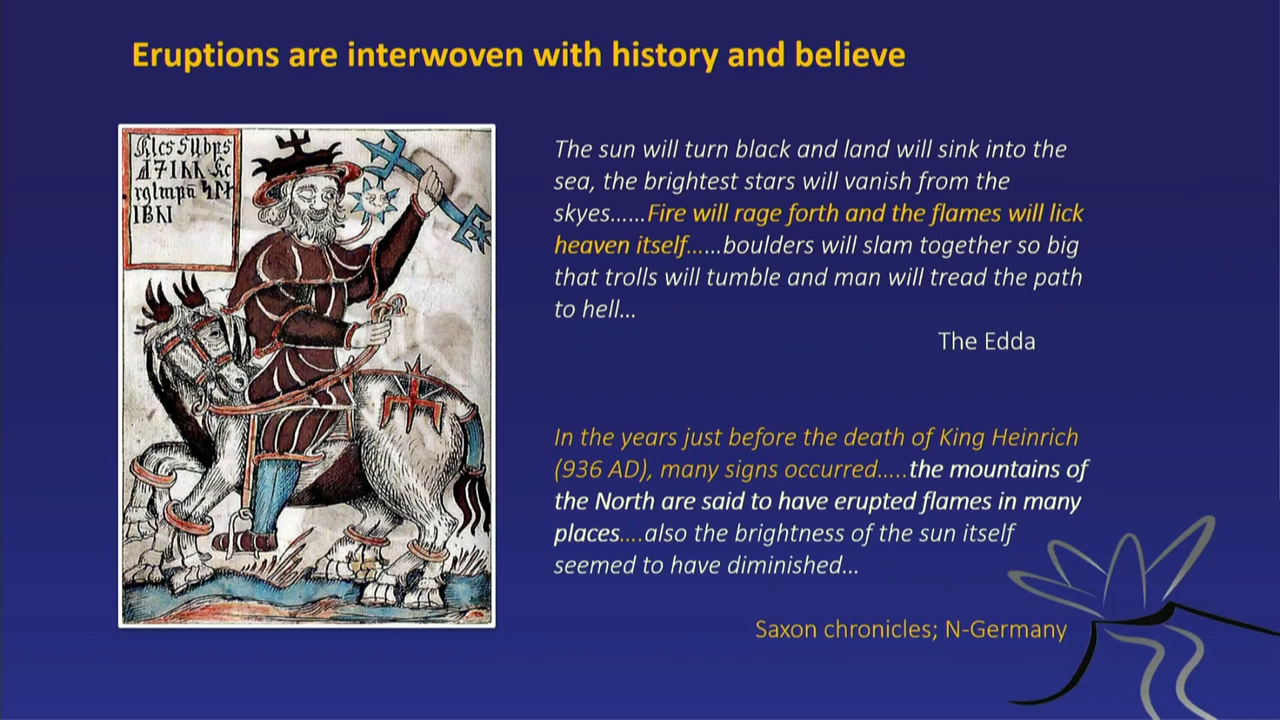 Eruptions are interwoven with history and believe
The sun will turn black and land will sink into the
sea, the brightest stars will vanish from the
skyes......Fire will rage forth and the flames will lick
heaven itself......boulders will slam together so big
that trolls will tumble and man will tread the path
to hell...
The Edda
In the years just before the death of King Heinrich
(936 AD), many signs occurred.....the mountains of
the North are said to have erupted flames in many
places....also the brightness of the sun itself
seemed to have diminished...
Saxon chronicles; N-Germany